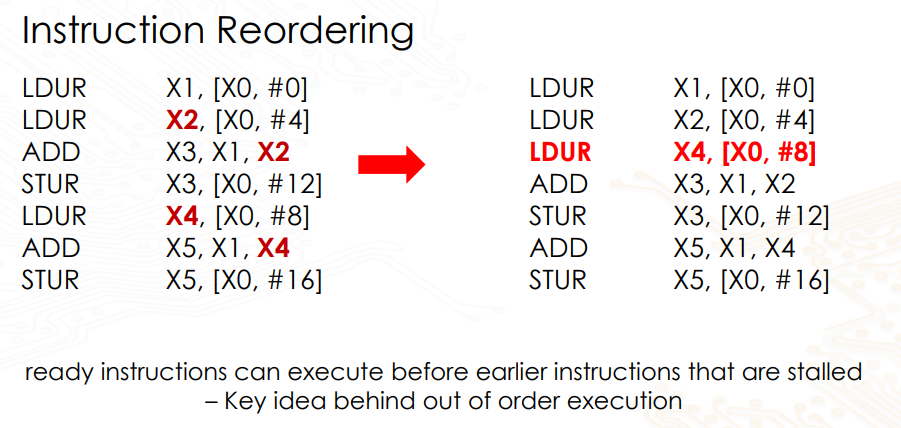 Instruction Reordering
LDUR X1, [X0, #0]
LDUR X2, [X0, #4]
ADD X3, X1, X2
STUR X3, [X0, #12]
LDUR X4, [X0, #8]
ADD X5, X1, X4
STUR X5, [X0, #16]
LDUR X1, [X0, #0]
LDUR X2, [X0, #4]
LDUR X4, [X0, #8]
ADD X3, X1, X2
STUR X3, [X0, #12]
ADD X5, X1, X4
STUR X5, [X0, #16]
ready instructions can execute before earlier instructions that are stalled
– Key idea behind out of order execution